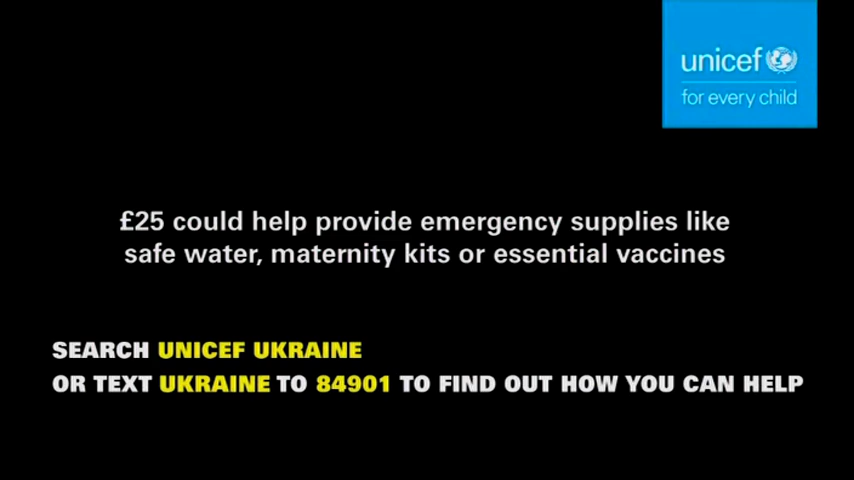 unicef
for every child
£25 could help provide emergency supplies like
safe water, maternity kits or essential vaccines
SEARCH UNICEF UKRAINE
OR TEXT UKRAINE TO 84901 TO FIND OUT HOW YOU CAN HELP